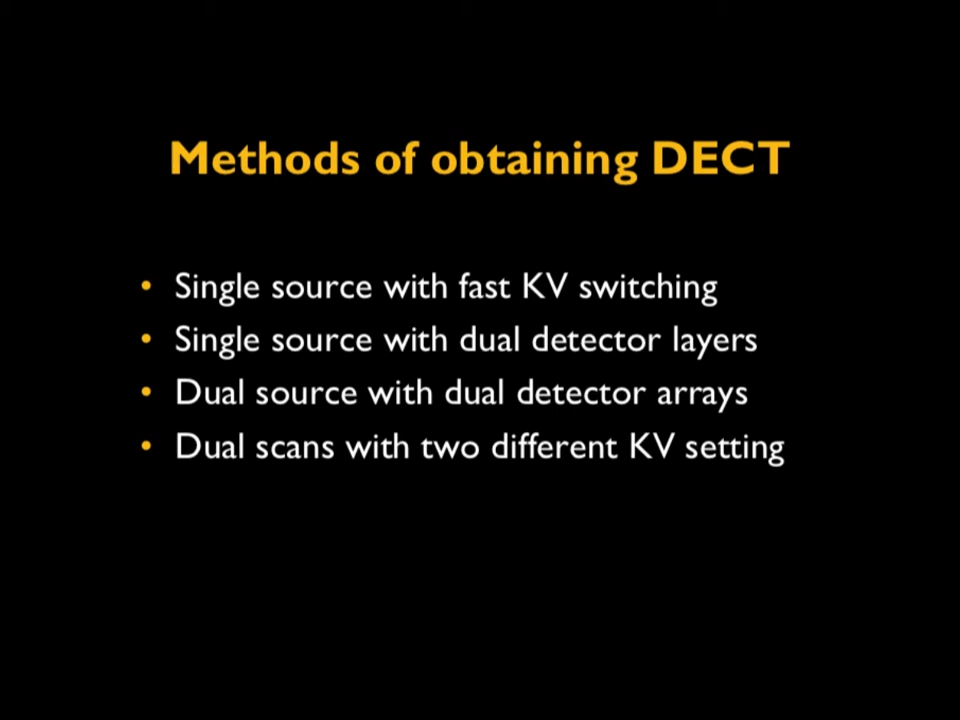 Methods of obtaining DECT
• Single source with fast KV switching
• Single source with dual detector layers
• Dual source with dual detector arrays
• Dual scans with two different KV setting